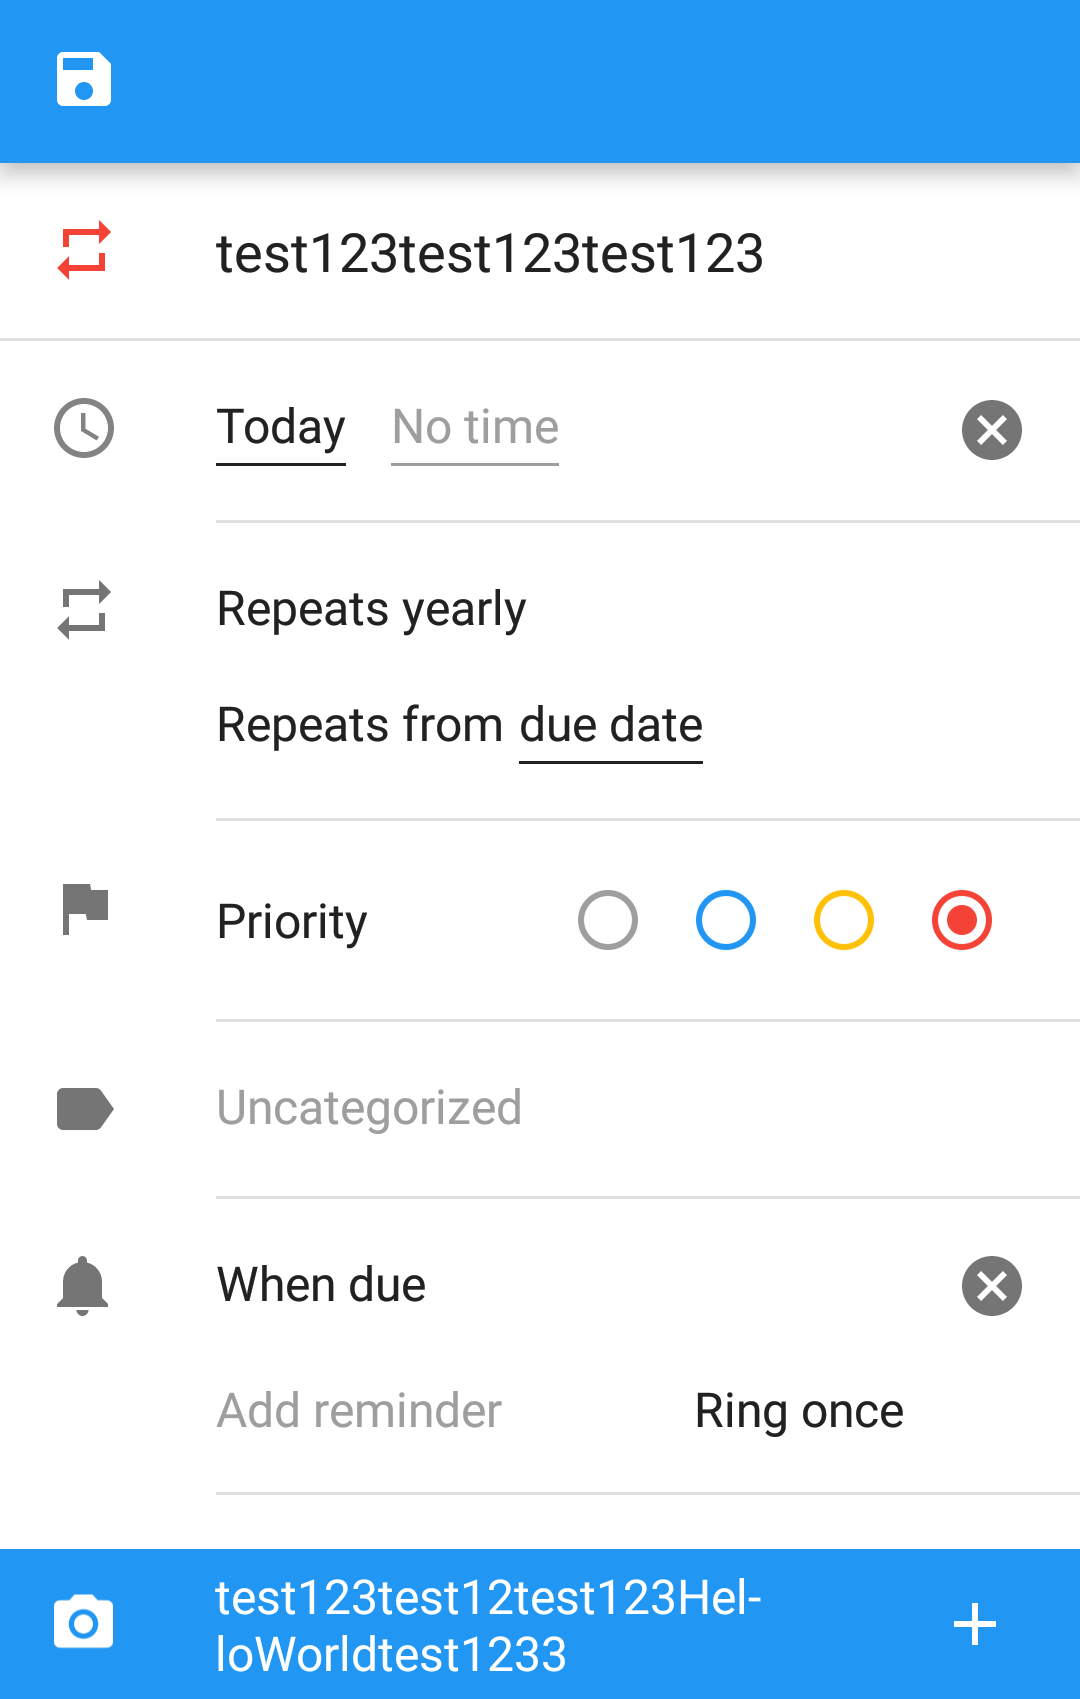 test123test123test123
Today No time
Repeats yearly
Repeats from due date
Priority
Uncategorized
When due
Add reminder Ring once
test123test12test123Hel-
loWorldtest1233